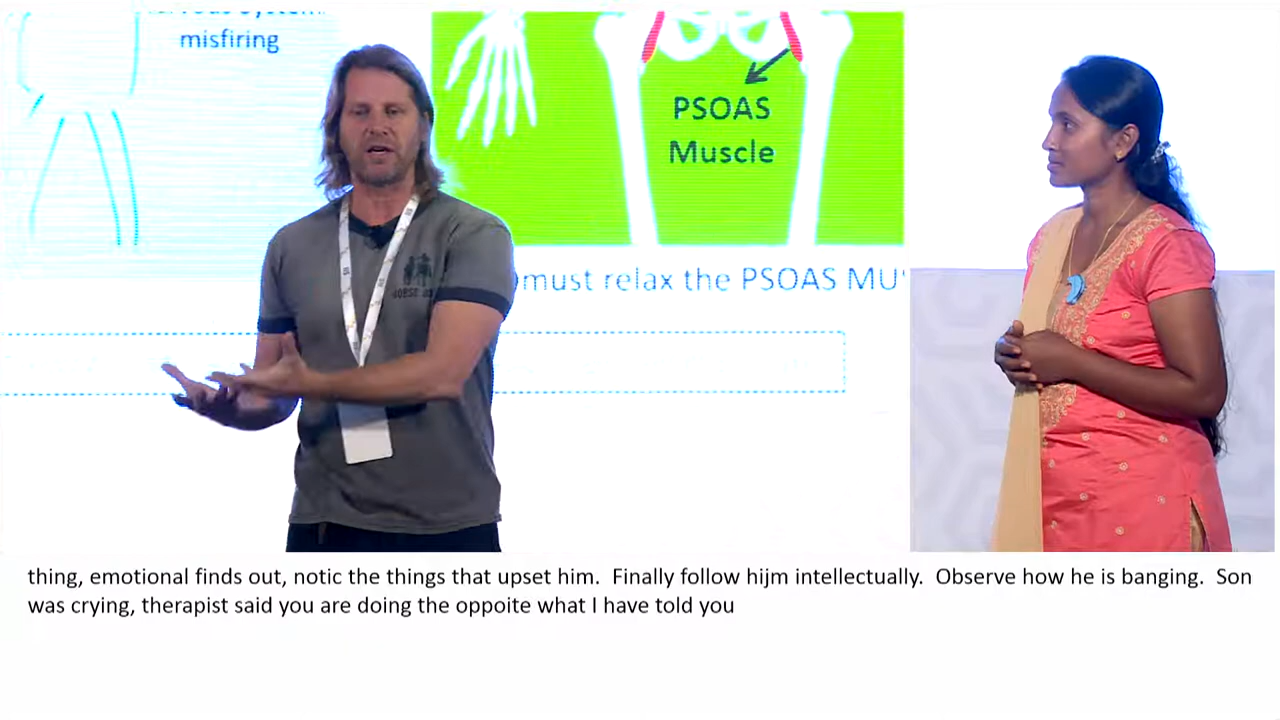 misfiring
PSOAS
Muscle
must relax the PSOAS
thing, emotional finds out, notic the things that upset him.  Finally follow hijm intellectually.  Observe how he is banging.  Son
was crying, therapist said you are doing the oppoite what I have told you